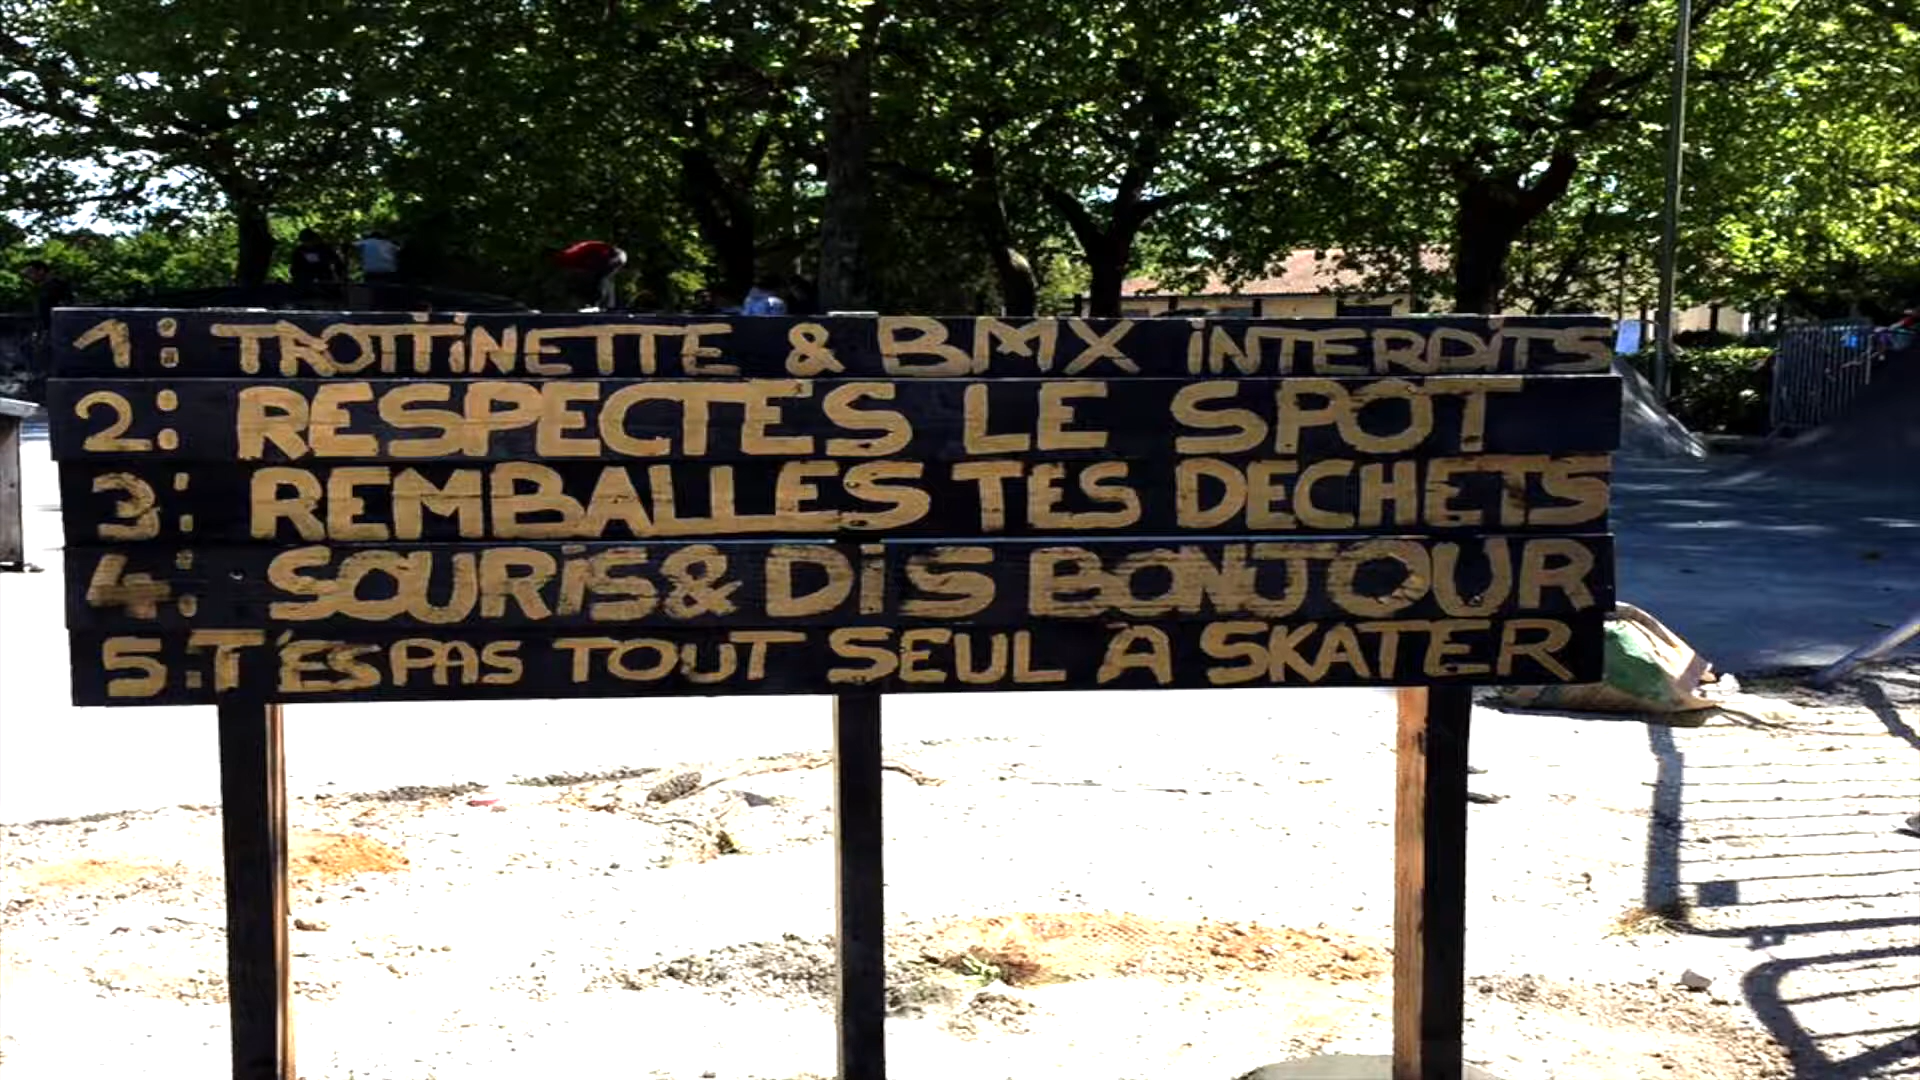 1: TROTTiNETTE & BMX iNTERDiTS
2: RESPECTES LE SPOT
3: REMBALLES TES DECHETS
4: SOURiS & DiS BONJOUR
5: T'ES PAS TOUT SEUL A SKATER